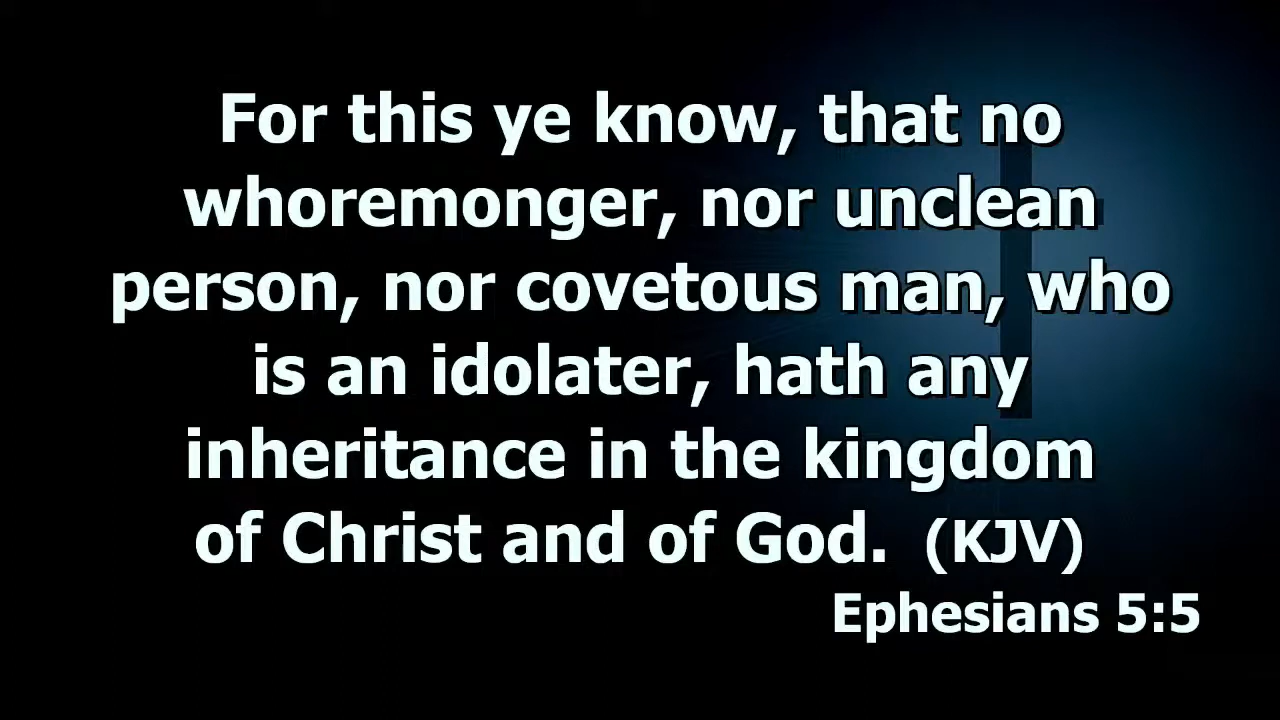 For this ye know, that no
whoremonger, nor unclean
person, nor covetous man, who
is an idolater, hath any
inheritance in the kingdom
of Christ and of God. (KJV)
Ephesians 5:5